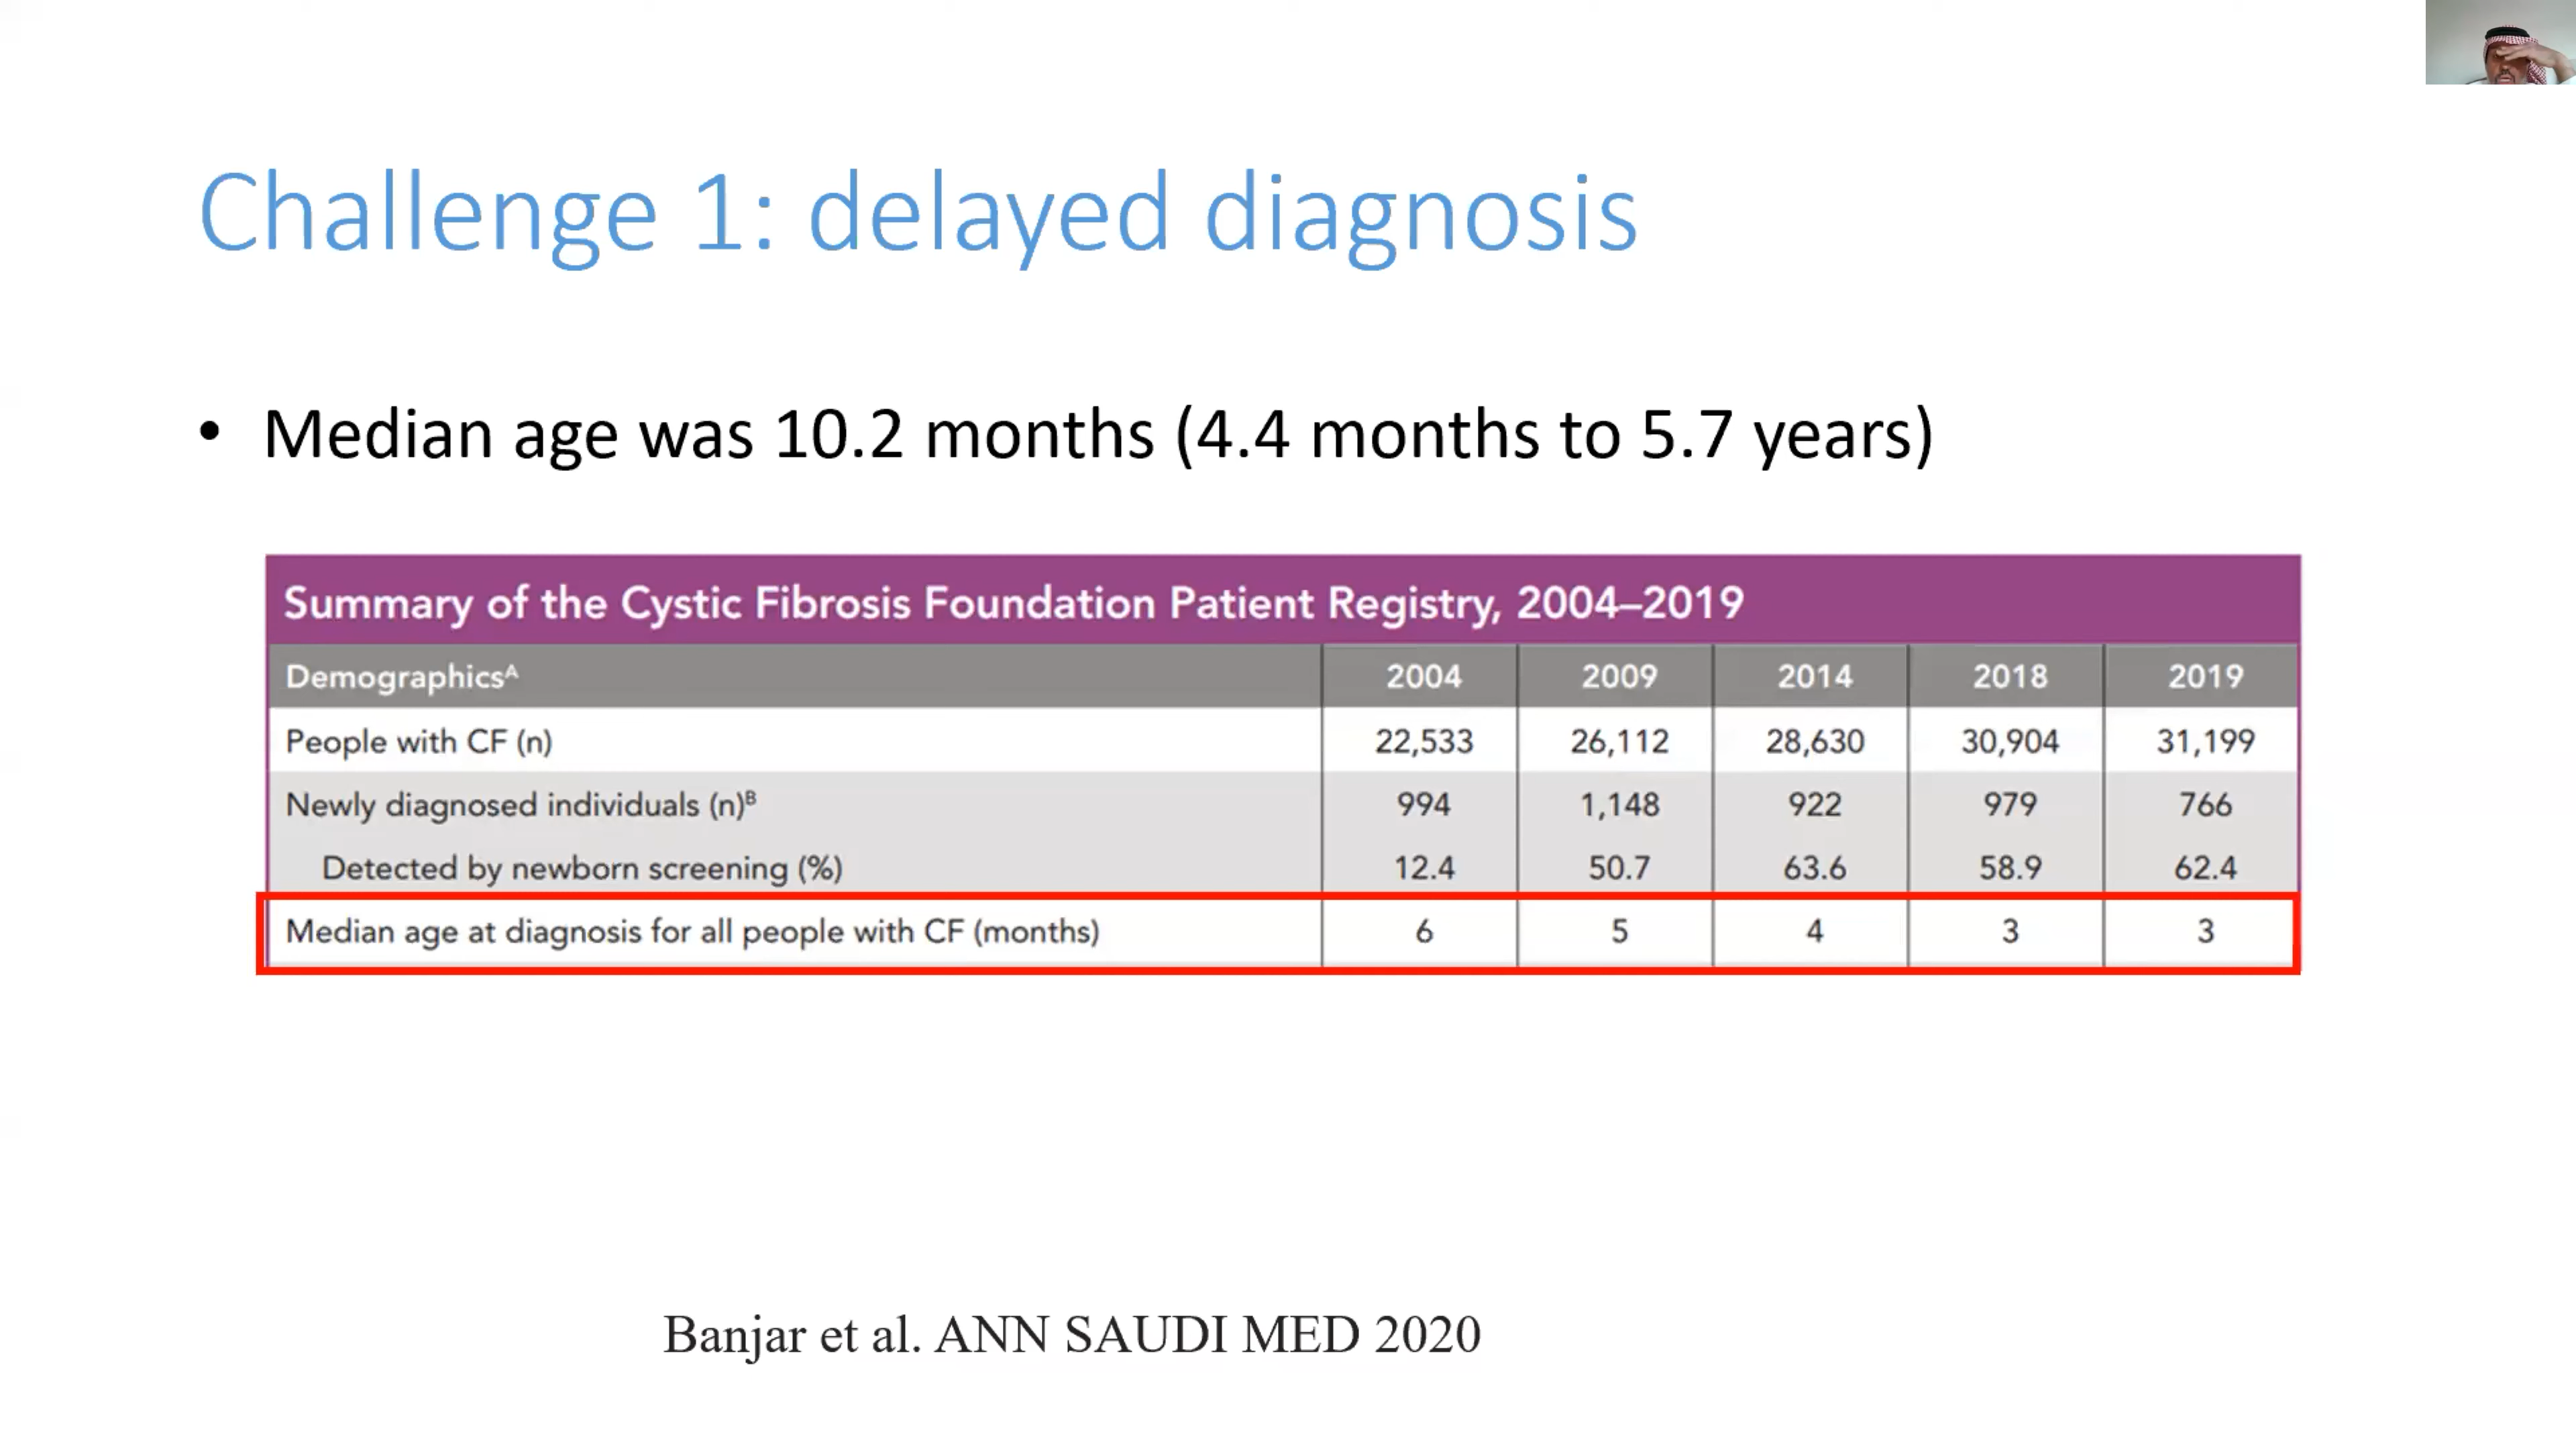 Challenge 1: delayed diagnosis
• Median age was 10.2 months (4.4 months to 5.7 years)
Summary of the Cystic Fibrosis Foundation Patient Registry, 2004–2019
Demographicsᴬ 2004 2009 2014 2018 2019
People with CF (n) 22,533 26,112 28,630 30,904 31,199
Newly diagnosed individuals (n)ᴮ 994 1,148 922 979 766
Detected by newborn screening (%) 12.4 50.7 63.6 58.9 62.4
Median age at diagnosis for all people with CF (months) 6 5 4 3 3
Banjar et al. ANN SAUDI MED 2020